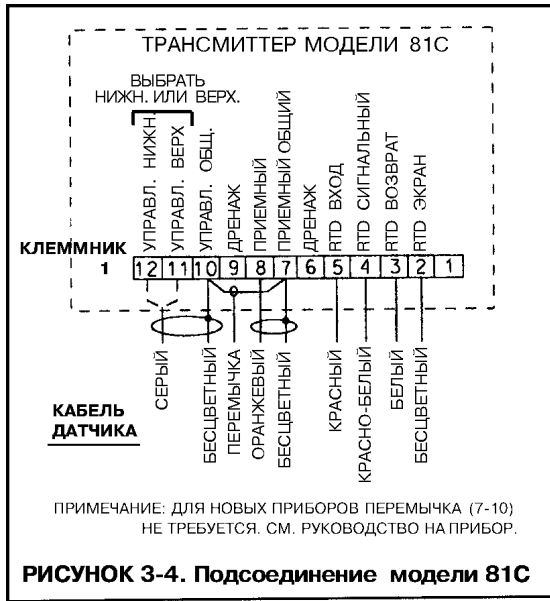 ТРАНСМИТТЕР МОДЕЛИ 81С
ВЫБРАТЬ
НИЖН. ИЛИ ВЕРХ.
УПРАВЛ. НИЖН.
УПРАВЛ. ВЕРХ
УПРАВЛ. ОБЩ.
ДРЕНАЖ
ПРИЕМНЫЙ
ПРИЕМНЫЙ ОБЩИЙ
ДРЕНАЖ
RTD ВХОД
RTD СИГНАЛЬНЫЙ
RTD ВОЗВРАТ
RTD ЭКРАН
КЛЕММНИК
1
12 11 10 9 8 7 6 5 4 3 2 1
СЕРЫЙ
БЕСЦВЕТНЫЙ
ПЕРЕМЫЧКА
ОРАНЖЕВЫЙ
БЕСЦВЕТНЫЙ
КРАСНЫЙ
КРАСНО-БЕЛЫЙ
БЕЛЫЙ
БЕСЦВЕТНЫЙ
КАБЕЛЬ
ДАТЧИКА
ПРИМЕЧАНИЕ: ДЛЯ НОВЫХ ПРИБОРОВ ПЕРЕМЫЧКА (7-10)
НЕ ТРЕБУЕТСЯ. СМ. РУКОВОДСТВО НА ПРИБОР.
РИСУНОК 3-4. Подсоединение модели 81С